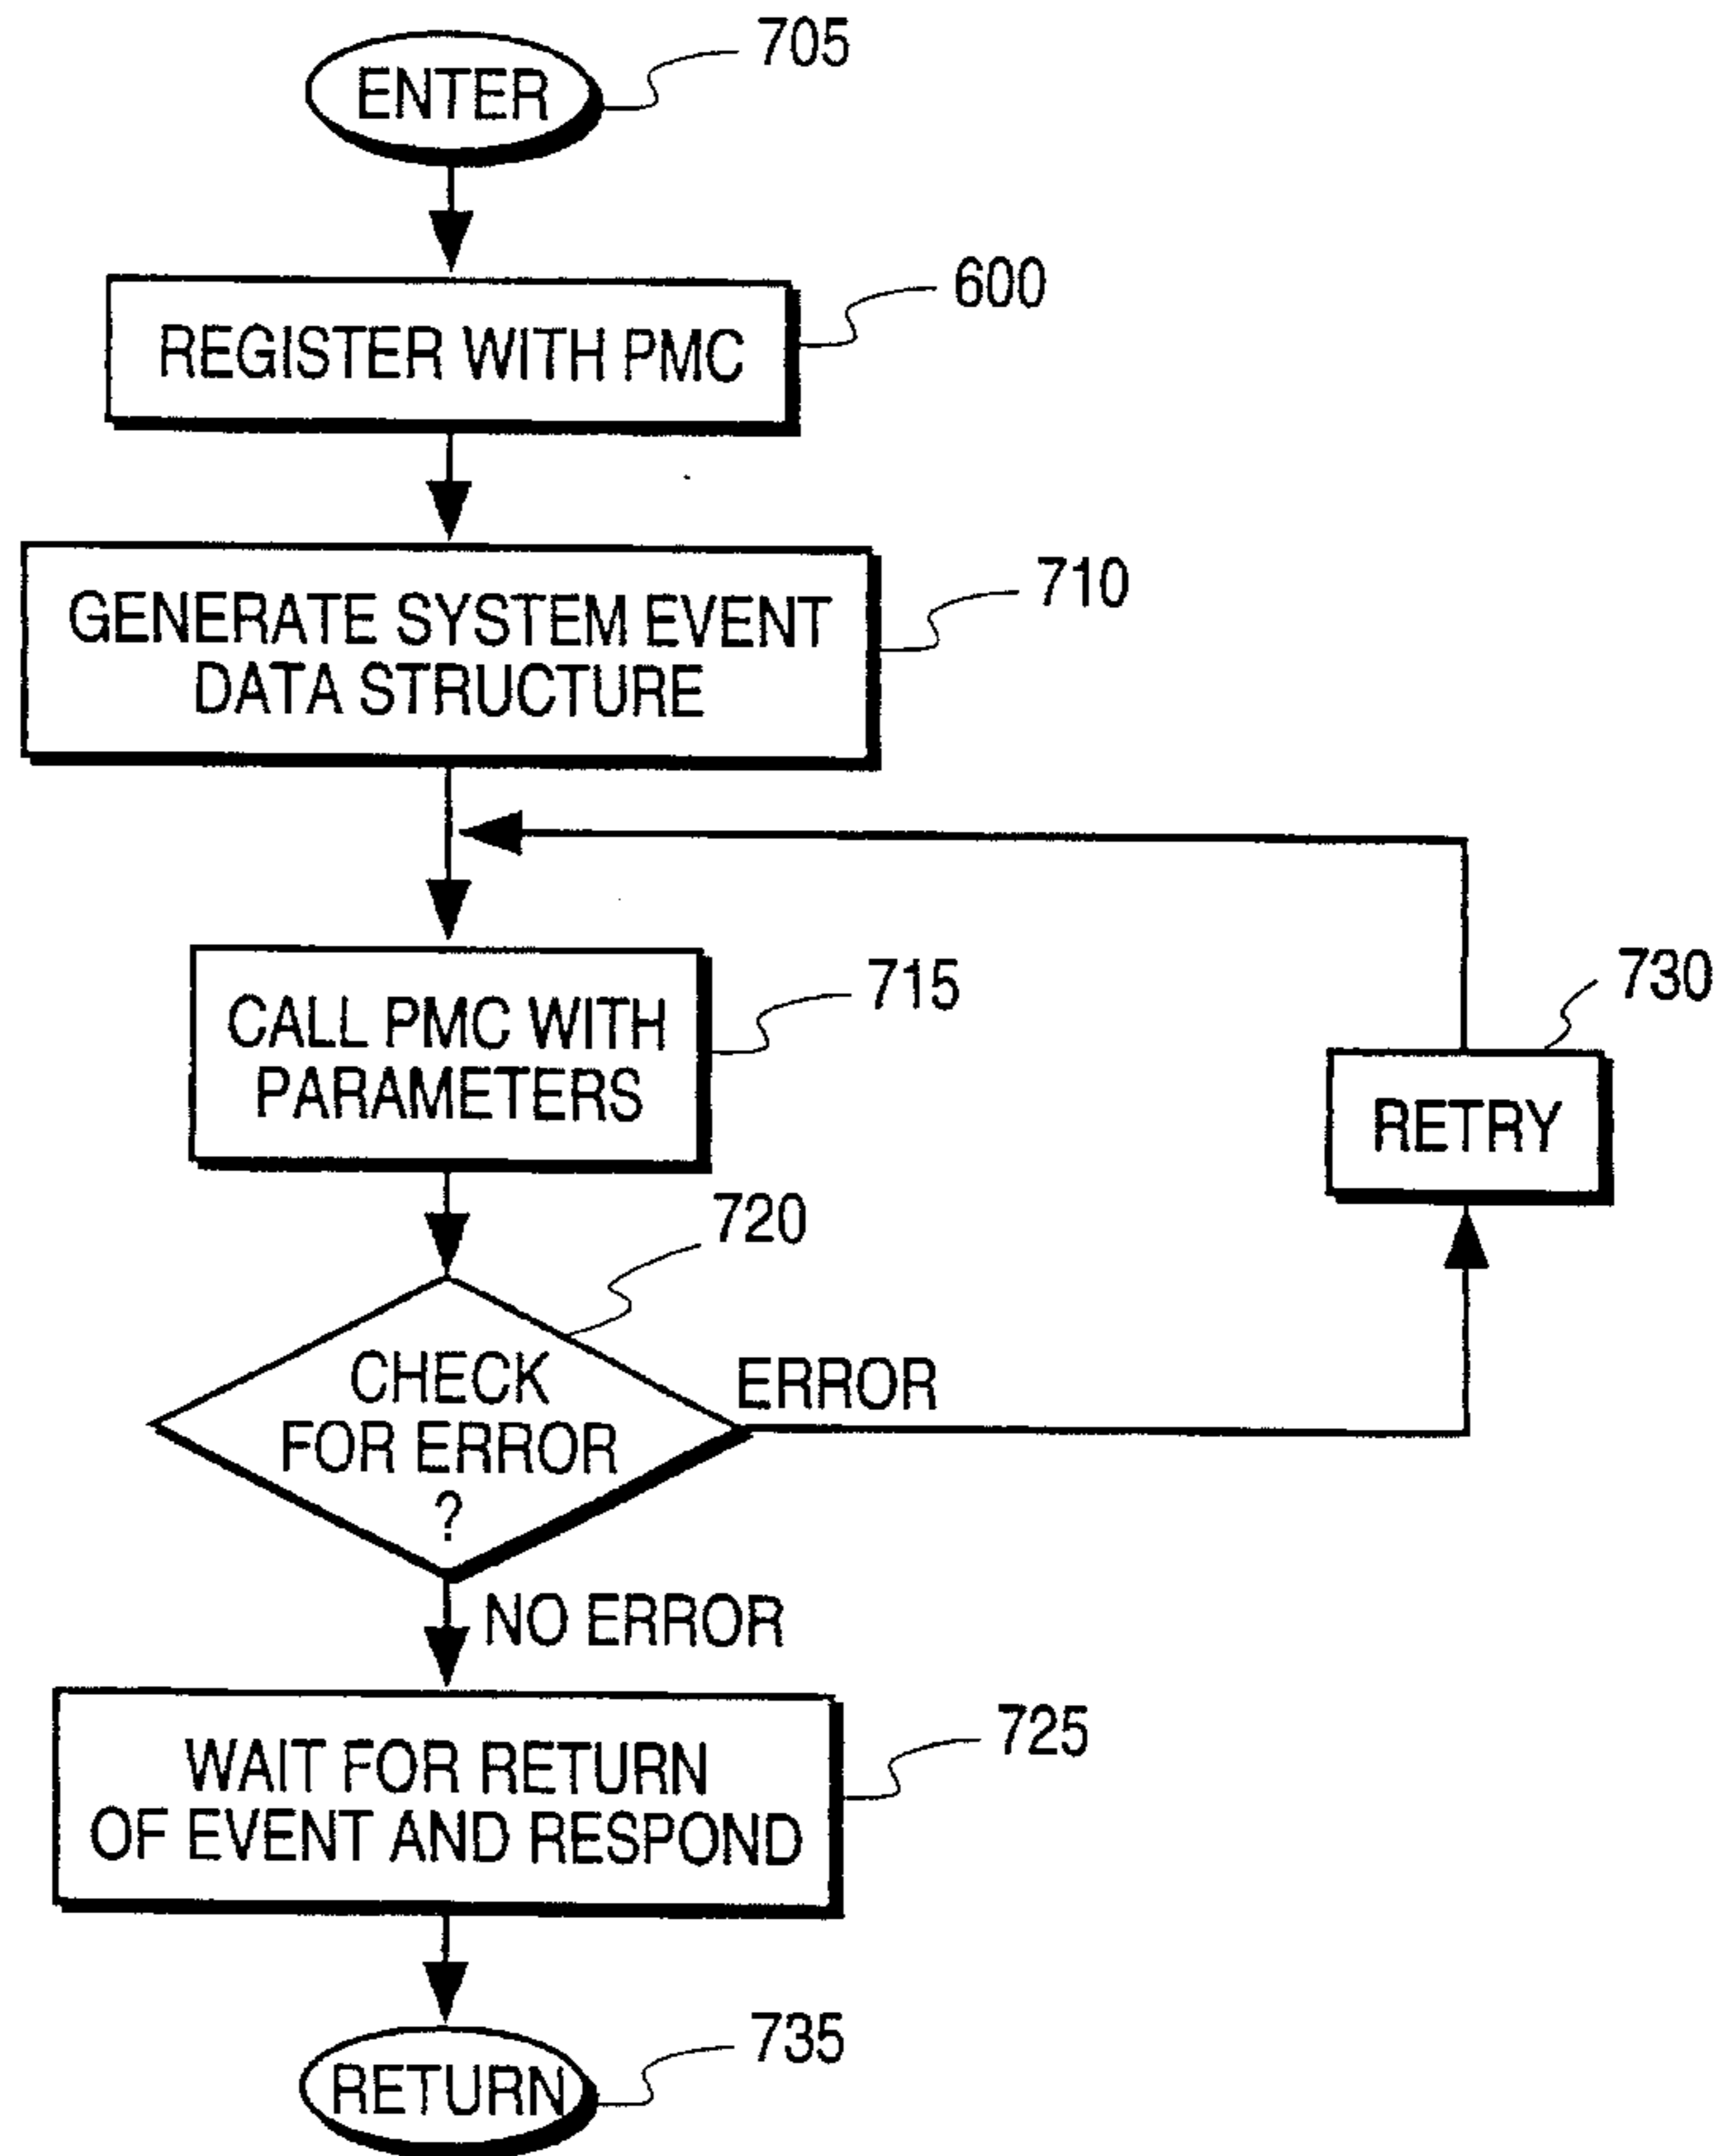 ENTER
705
REGISTER WITH PMC
600
GENERATE SYSTEM EVENT
DATA STRUCTURE
710
CALL PMC WITH
PARAMETERS
715
730
RETRY
720
CHECK
FOR ERROR
?
ERROR
NO ERROR
WAIT FOR RETURN
OF EVENT AND RESPOND
725
RETURN
735